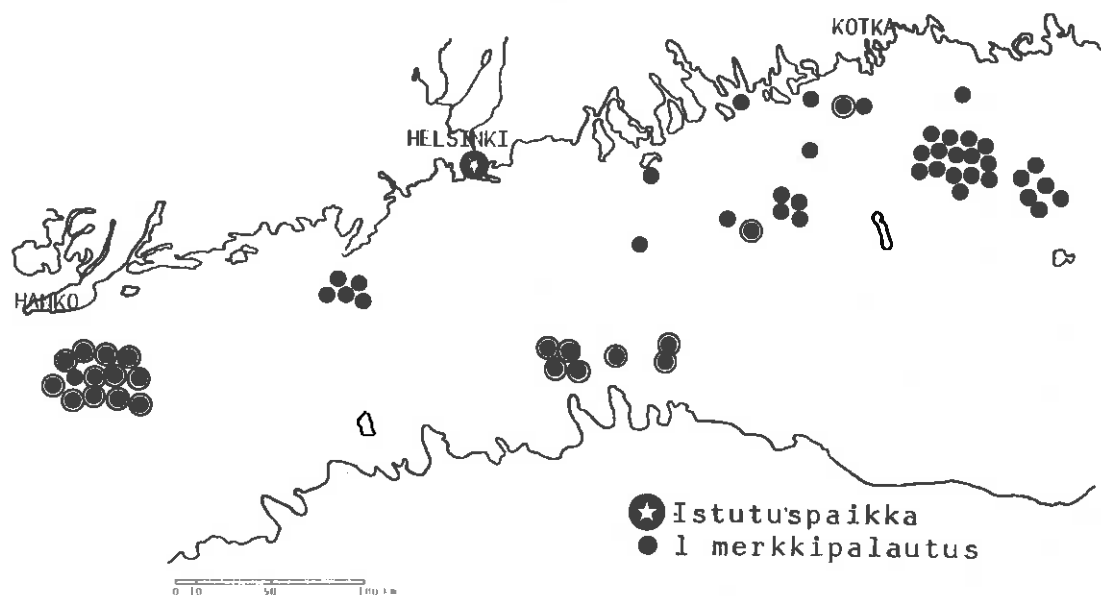 KOTKA
HELSINKI
HANKO
Istutuspaikka
1 merkkipalautus
0 10 50 100 km